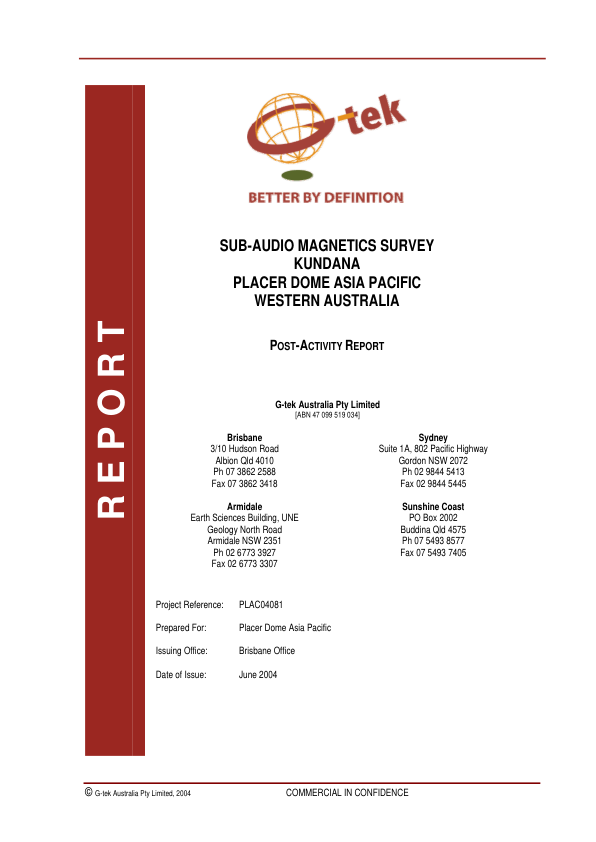 tek
BETTER BY DEFINITION
SUB-AUDIO MAGNETICS SURVEY
KUNDANA
PLACER DOME ASIA PACIFIC
WESTERN AUSTRALIA
POST-ACTIVITY REPORT
REPORT
G-tek Australia Pty Limited
[ABN 47 099 519 034]
Brisbane
3/10 Hudson Road
Albion Qld 4010
Ph 07 3862 2588
Fax 07 3862 3418
Sydney
Suite 1A, 802 Pacific Highway
Gordon NSW 2072
Ph 02 9844 5413
Fax 02 9844 5445
Armidale
Earth Sciences Building, UNE
Geology North Road
Armidale NSW 2351
Ph 02 6773 3927
Fax 02 6773 3307
Sunshine Coast
PO Box 2002
Buddina Qld 4575
Ph 07 5493 8577
Fax 07 5493 7405
Project Reference: PLAC04081
Prepared For: Placer Dome Asia Pacific
Issuing Office: Brisbane Office
Date of Issue: June 2004
© G-tek Australia Pty Limited, 2004 COMMERCIAL IN CONFIDENCE